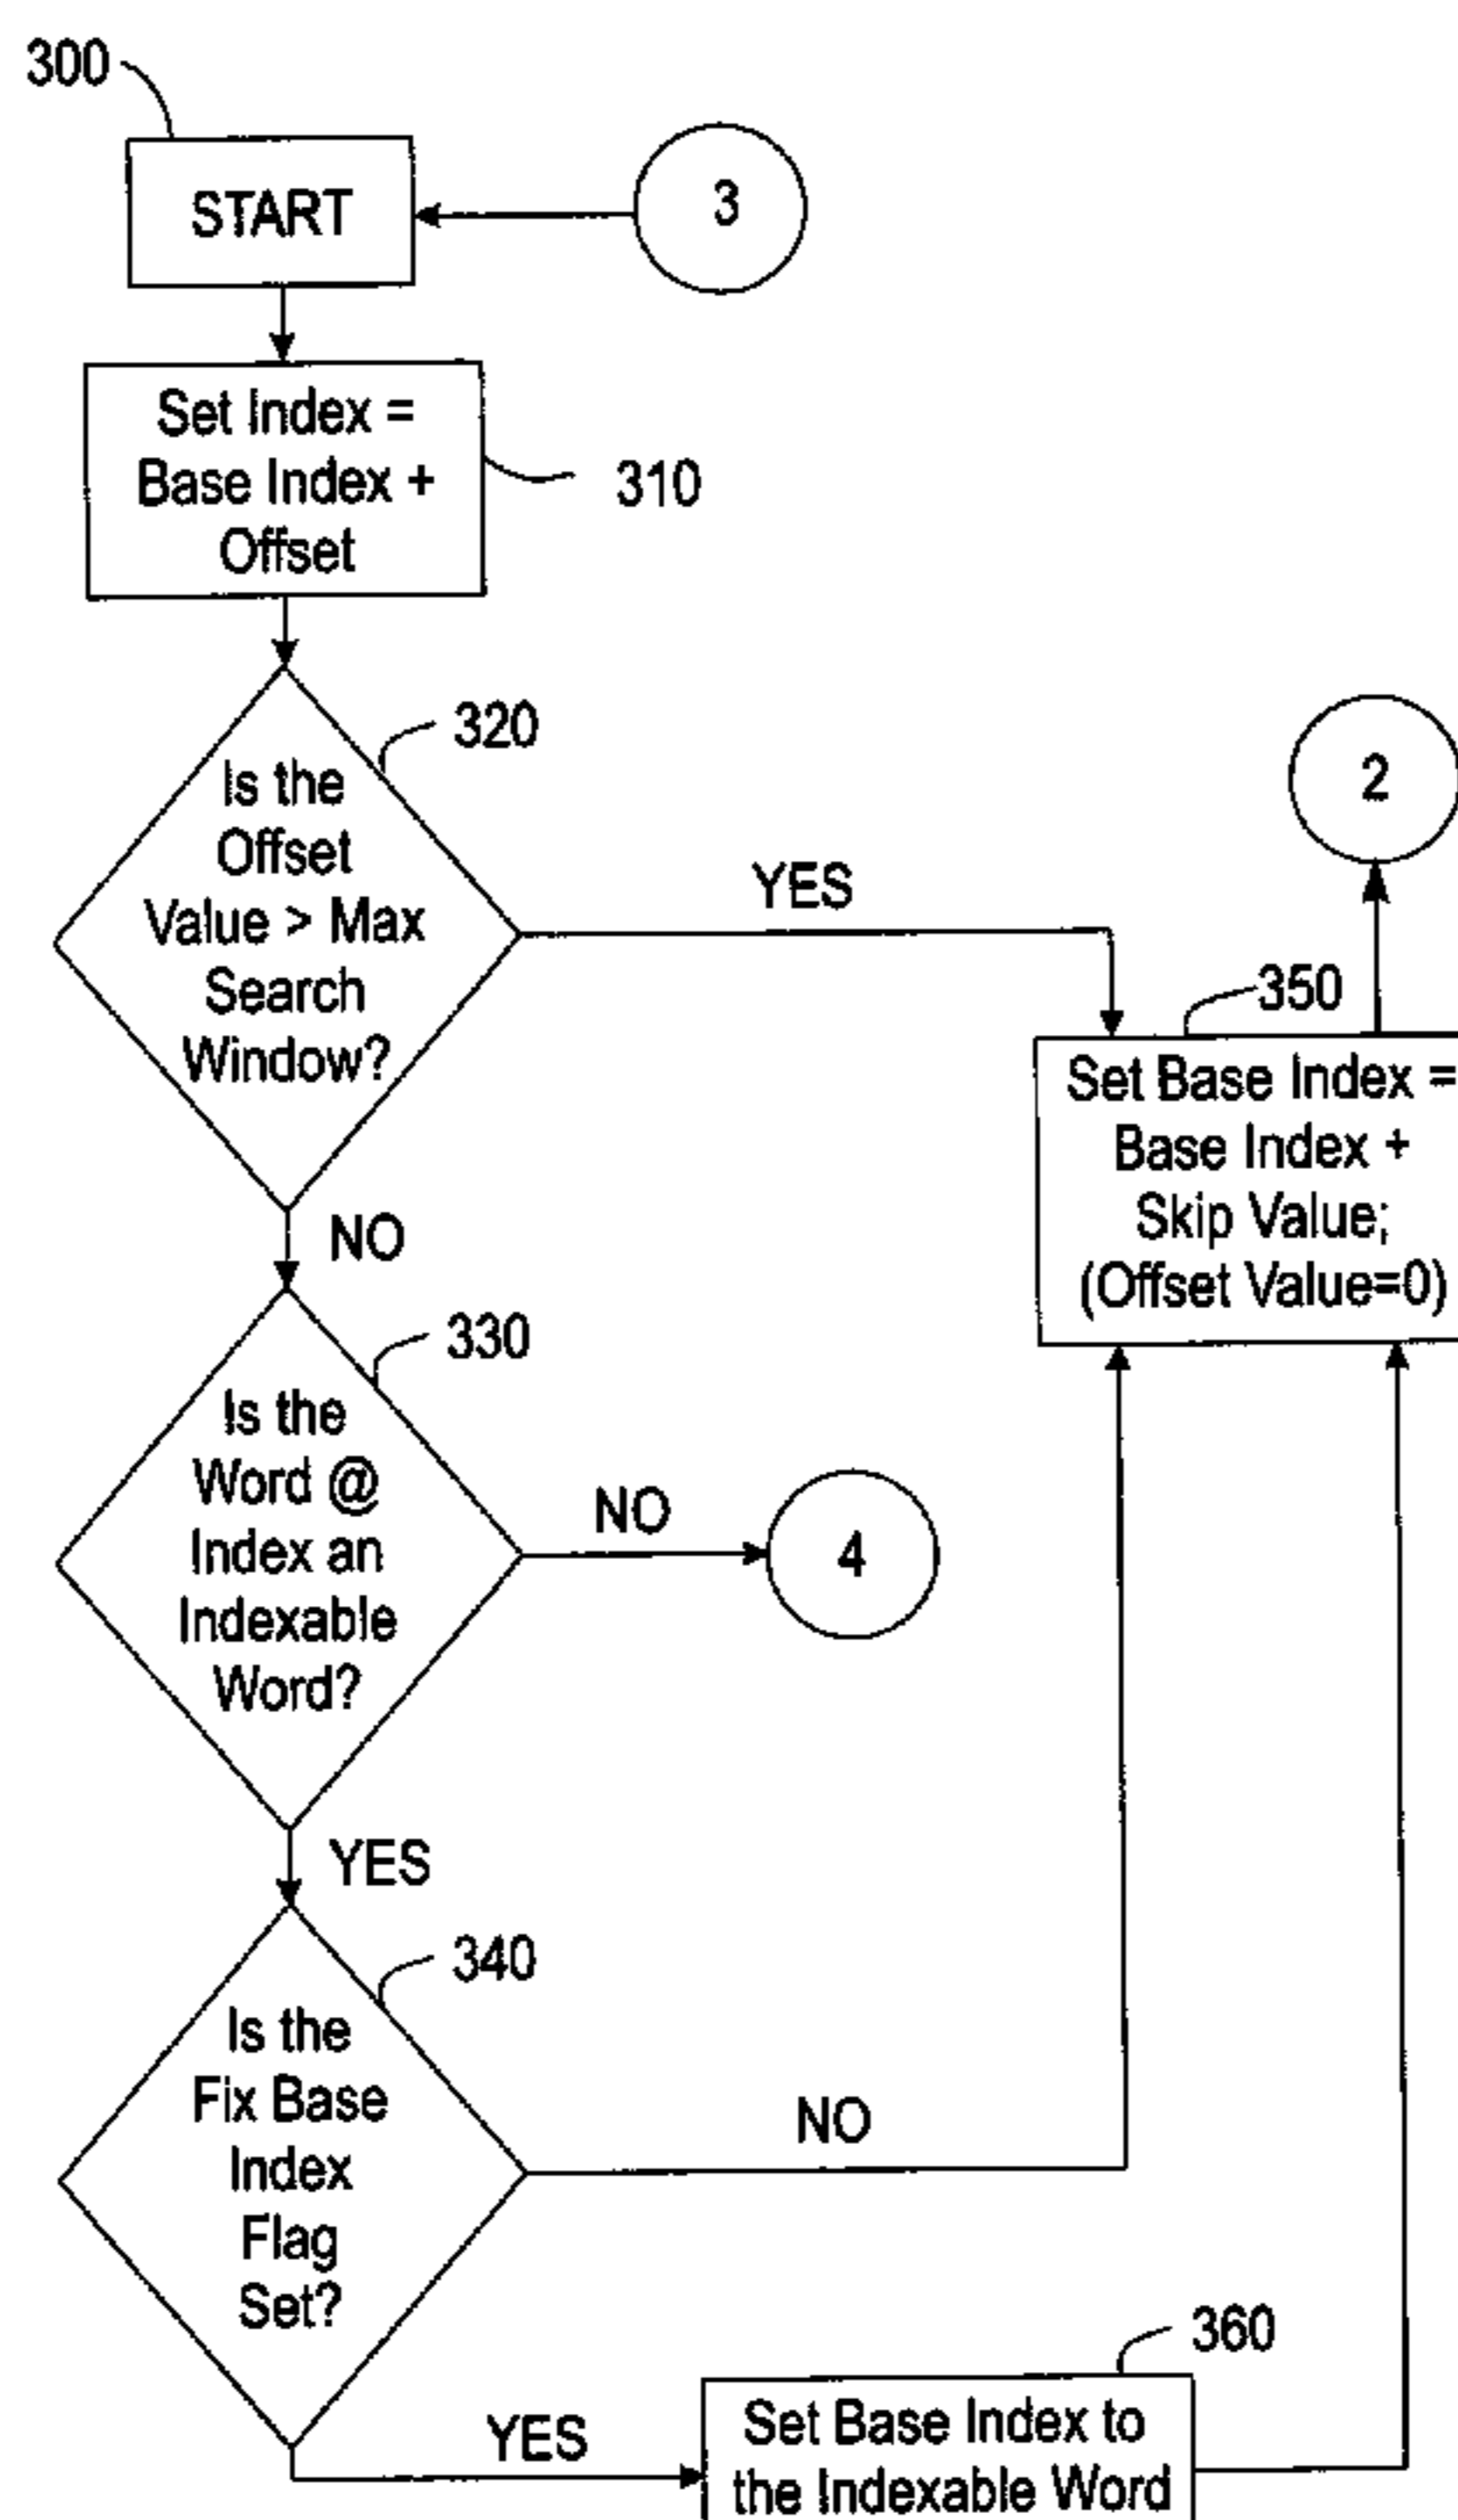 300
START
3
Set Index =
Base Index +
Offset
310
320
Is the
Offset
Value > Max
Search
Window?
YES
2
350
Set Base Index =
Base Index +
Skip Value;
(Offset Value=0)
NO
330
Is the
Word @
Index an
Indexable
Word?
NO
4
YES
340
Is the
Fix Base
Index
Flag
Set?
NO
360
YES
Set Base Index to
the Indexable Word